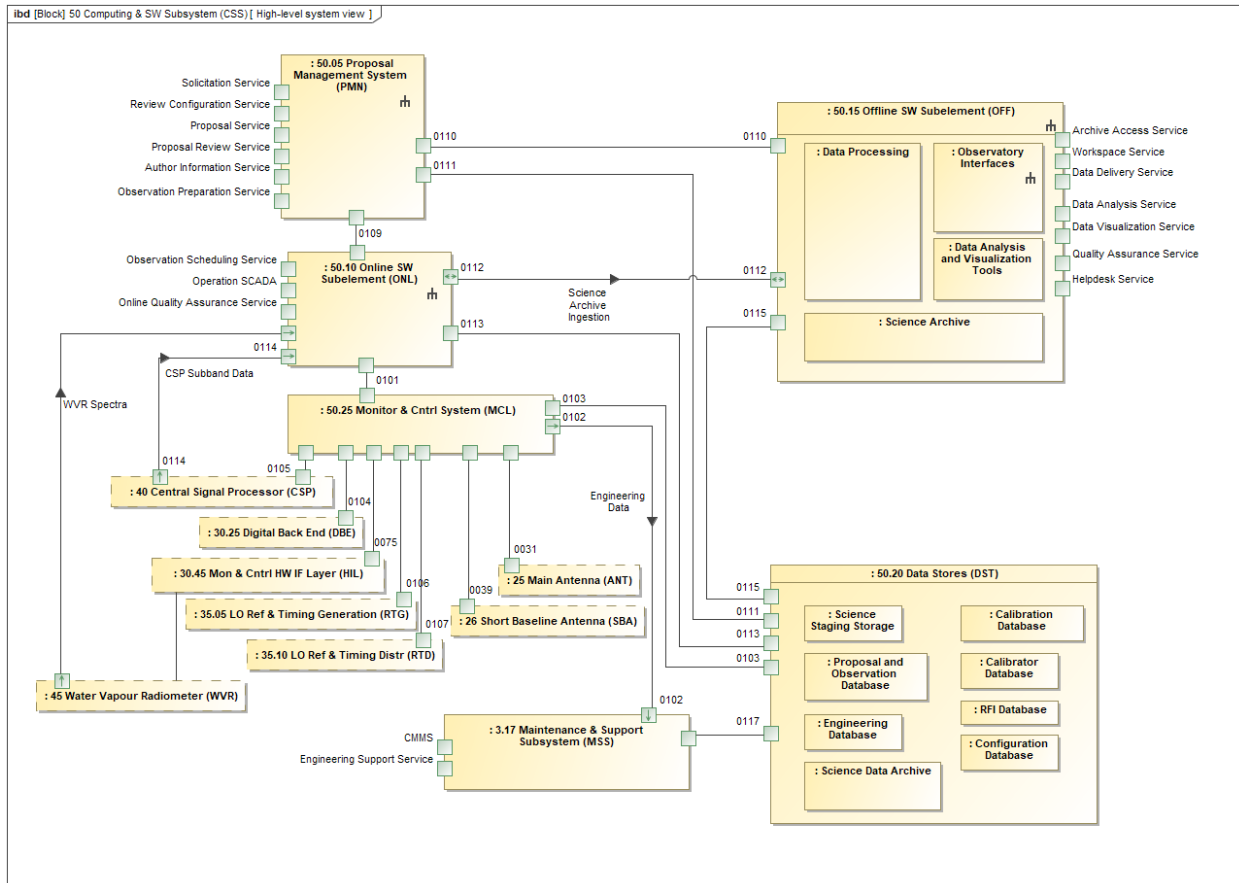 ibd [Block] 50 Computing & SW Subsystem (CSS) [ High-level system view ]
: 50.05 Proposal
Management System
(PMN)
Solicitation Service
Review Configuration Service
Proposal Service
Proposal Review Service
Author Information Service
Observation Preparation Service
0110
0111
0109
0110
: 50.15 Offline SW Subelement (OFF)
: Data Processing
: Observatory
Interfaces
: Data Analysis
and Visualization
Tools
: Science Archive
Archive Access Service
Workspace Service
Data Delivery Service
Data Analysis Service
Data Visualization Service
Quality Assurance Service
Helpdesk Service
0112
0115
: 50.10 Online SW
Subelement (ONL)
Observation Scheduling Service
Operation SCADA
Online Quality Assurance Service
0114
0112
0113
Science
Archive
Ingestion
CSP Subband Data
WVR Spectra
0101
: 50.25 Monitor & Cntrl System (MCL)
0103
0102
0114
0105
: 40 Central Signal Processor (CSP)
0104
: 30.25 Digital Back End (DBE)
0075
: 30.45 Mon & Cntrl HW IF Layer (HIL)
0106
: 35.05 LO Ref & Timing Generation (RTG)
0107
: 35.10 LO Ref & Timing Distr (RTD)
0031
: 25 Main Antenna (ANT)
0039
: 26 Short Baseline Antenna (SBA)
: 45 Water Vapour Radiometer (WVR)
Engineering
Data
0102
: 3.17 Maintenance & Support
Subsystem (MSS)
CMMS
Engineering Support Service
0115
0111
0113
0103
0117
: 50.20 Data Stores (DST)
: Science
Staging Storage
: Proposal and
Observation
Database
: Engineering
Database
: Science Data Archive
: Calibration
Database
: Calibrator
Database
: RFI Database
: Configuration
Database